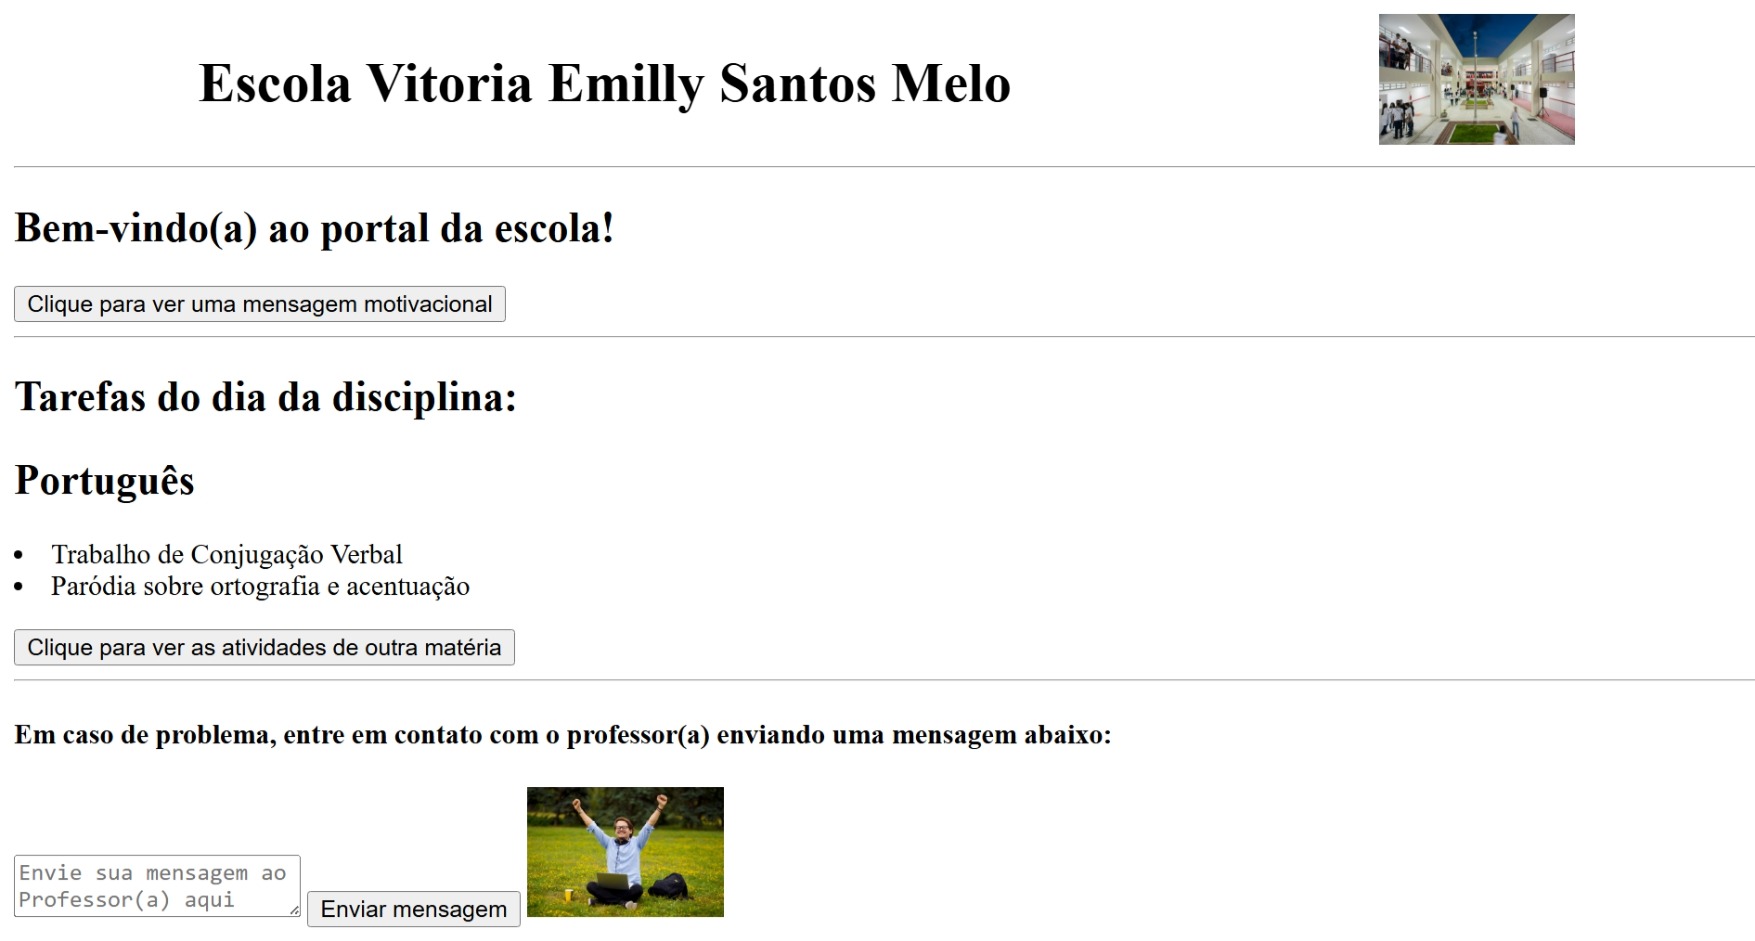 Escola Vitoria Emilly Santos Melo
Bem-vindo(a) ao portal da escola!
Clique para ver uma mensagem motivacional
Tarefas do dia da disciplina:
Português
• Trabalho de Conjugação Verbal
• Paródia sobre ortografia e acentuação
Clique para ver as atividades de outra matéria
Em caso de problema, entre em contato com o professor(a) enviando uma mensagem abaixo:
Envie sua mensagem ao
Professor(a) aqui
Enviar mensagem